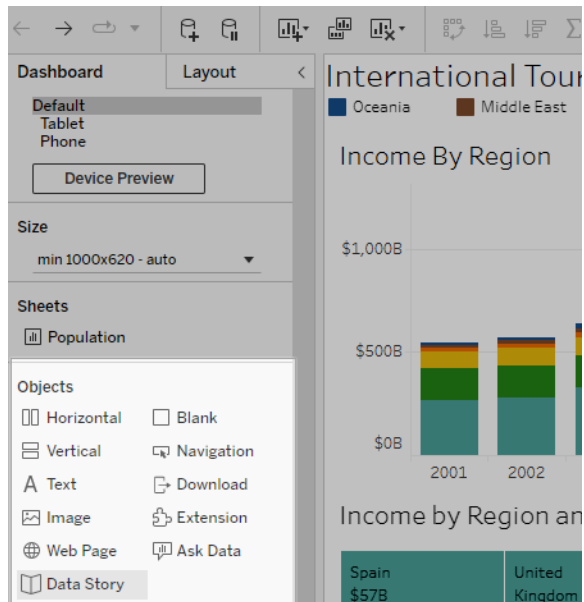 Dashboard
Layout
Default
Tablet
Phone
Device Preview
Size
min 1000x620 - auto
Sheets
Population
Objects
Horizontal
Blank
Vertical
Navigation
Text
Download
Image
Extension
Web Page
Ask Data
Data Story
International Tour
Oceania
Middle East
Income By Region
$1,000B
$500B
$0B
2001
2002
Income by Region an
Spain
$57B
United
Kingdom